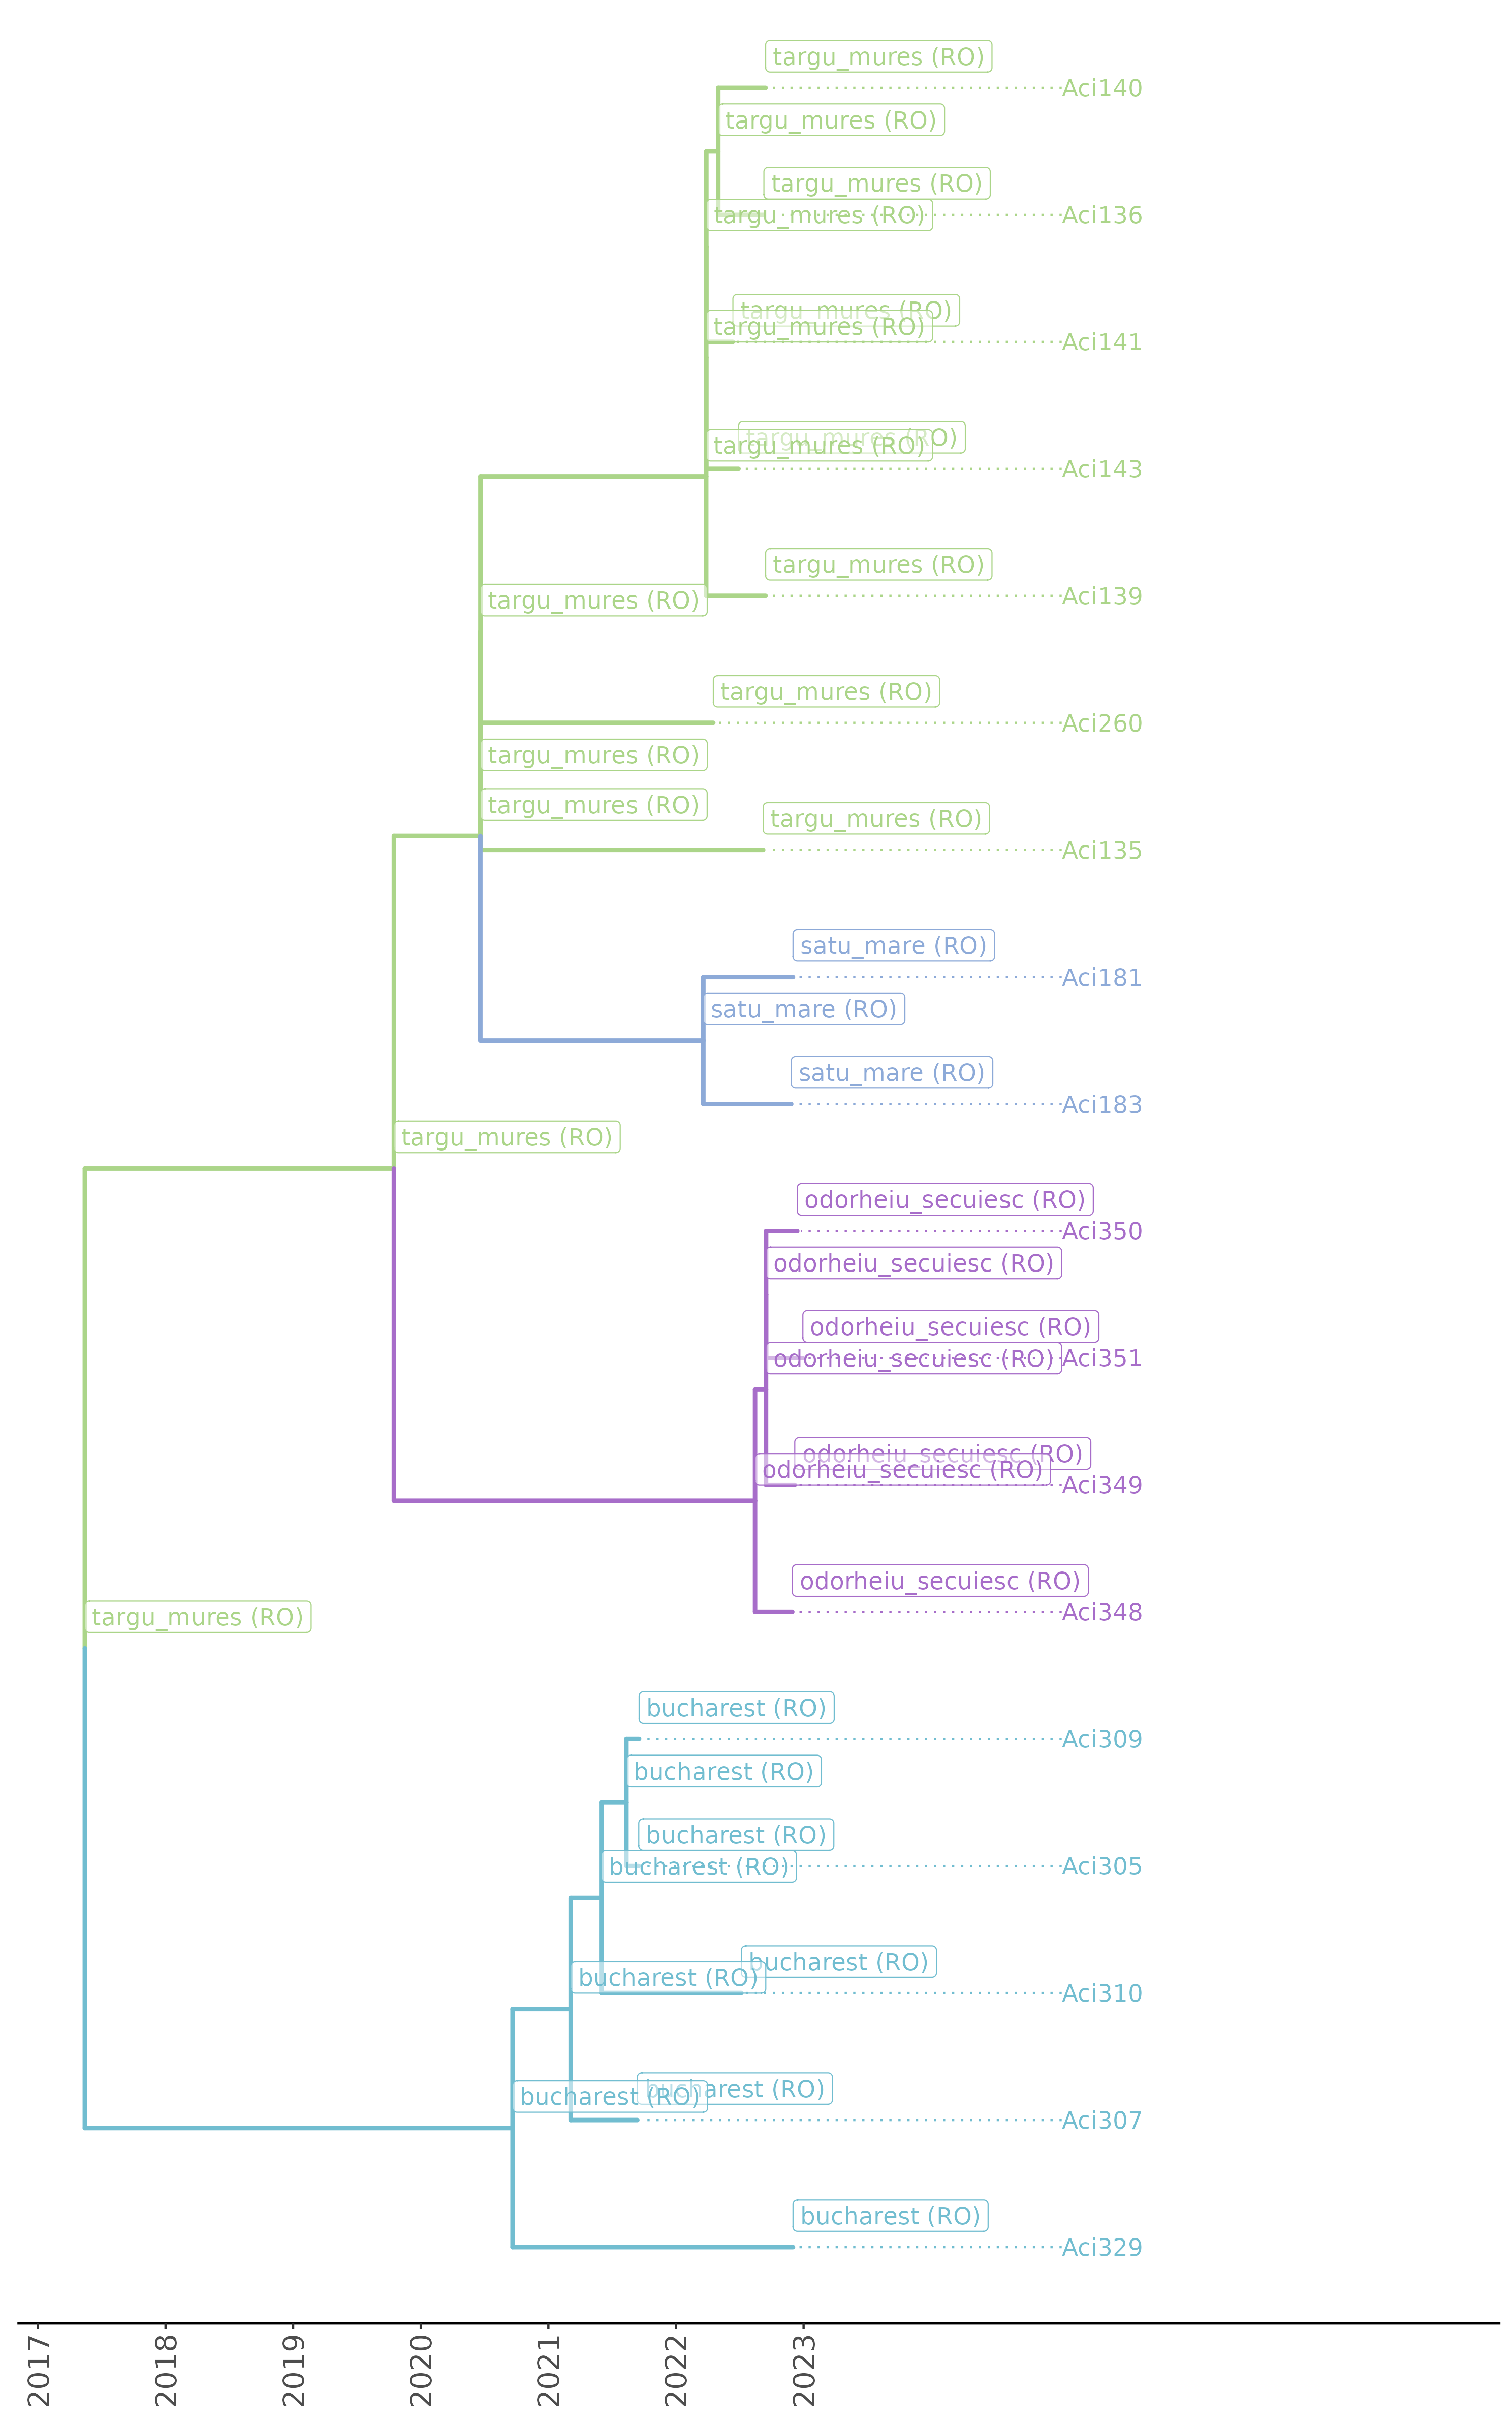 targu_mures (RO)
Aci140
targu_mures (RO)
targu_mures (RO)
targu_mures (RO)
Aci136
targu_mures (RO)
targu_mures (RO)
Aci141
targu_mures (RO)
targu_mures (RO)
Aci143
targu_mures (RO)
Aci139
targu_mures (RO)
targu_mures (RO)
Aci260
targu_mures (RO)
targu_mures (RO)
targu_mures (RO)
Aci135
satu_mare (RO)
Aci181
satu_mare (RO)
satu_mare (RO)
Aci183
targu_mures (RO)
odorheiu_secuiesc (RO)
Aci350
odorheiu_secuiesc (RO)
odorheiu_secuiesc (RO)
odorheiu_secuiesc (RO)
Aci351
odorheiu_secuiesc (RO)
odorheiu_secuiesc (RO)
Aci349
odorheiu_secuiesc (RO)
Aci348
targu_mures (RO)
bucharest (RO)
Aci309
bucharest (RO)
bucharest (RO)
bucharest (RO)
Aci305
bucharest (RO)
bucharest (RO)
Aci310
bucharest (RO)
bucharest (RO)
Aci307
bucharest (RO)
Aci329
2017
2018
2019
2020
2021
2022
2023